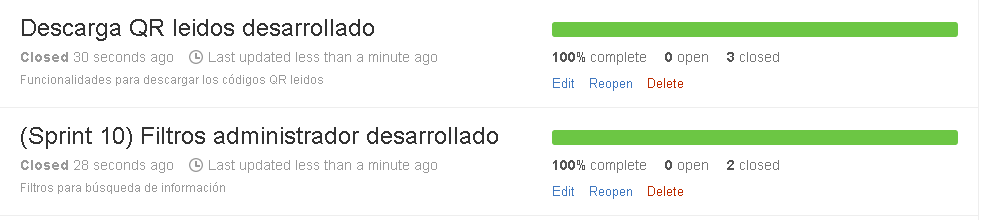 Descarga QR leidos desarrollado
Closed 30 seconds ago Last updated less than a minute ago
Funcionalidades para descargar los códigos QR leidos
100% complete 0 open 3 closed
Edit Reopen Delete
(Sprint 10) Filtros administrador desarrollado
Closed 28 seconds ago Last updated less than a minute ago
Filtros para búsqueda de información
100% complete 0 open 2 closed
Edit Reopen Delete